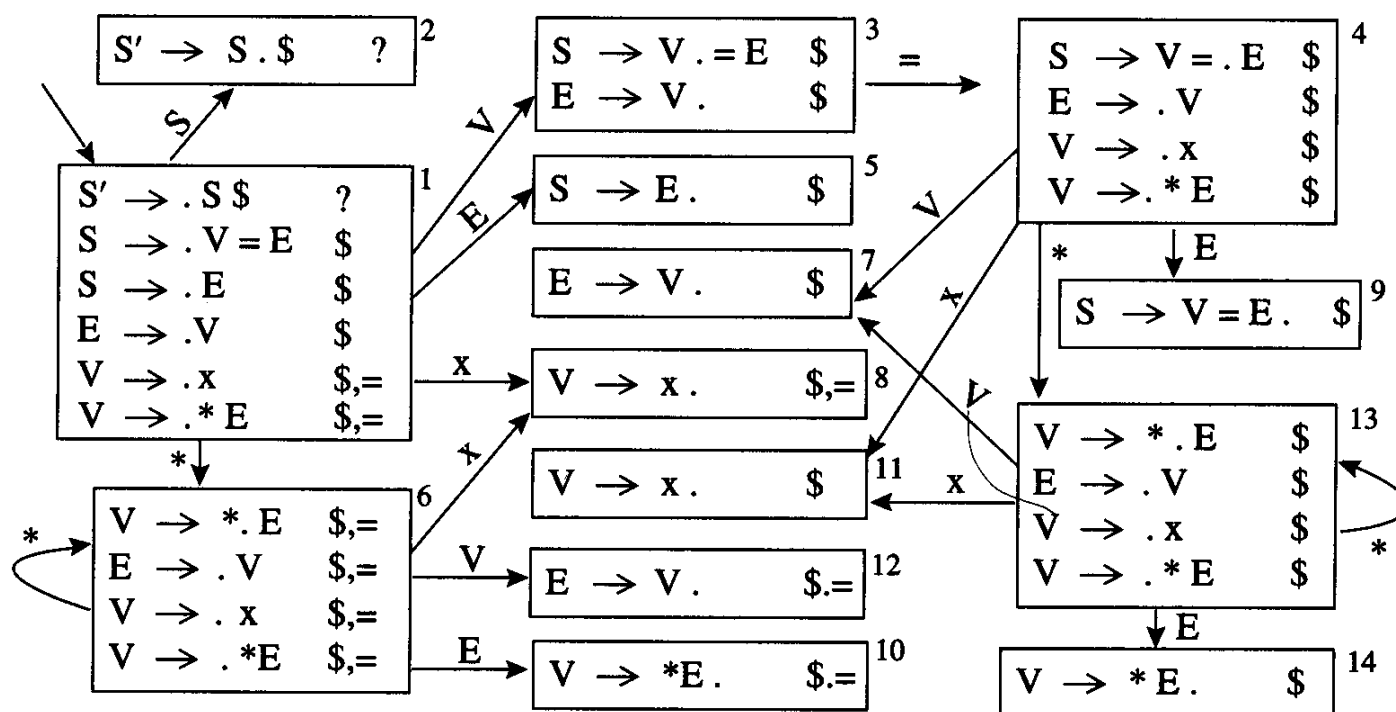 2
S′ → S . $ ?
S
1
S′ → . S $ ?
S → . V = E $
S → . E $
E → . V $
V → . x $,=
V → . * E $,=
V
E
x
*
6
V → *. E $,=
E → . V $,=
V → . x $,=
V → . *E $,=
*
x
V
E
3
S → V . = E $
E → V . $
=
5
S → E . $
7
E → V . $
8
V → x . $,=
11
V → x . $
12
E → V . $.=
10
V → *E . $.=
4
S → V = . E $
E → . V $
V → . x $
V → . * E $
V
x
*
E
9
S → V = E . $
13
V → * . E $
E → . V $
V → . x $
V → . * E $
V
x
*
E
14
V → * E . $